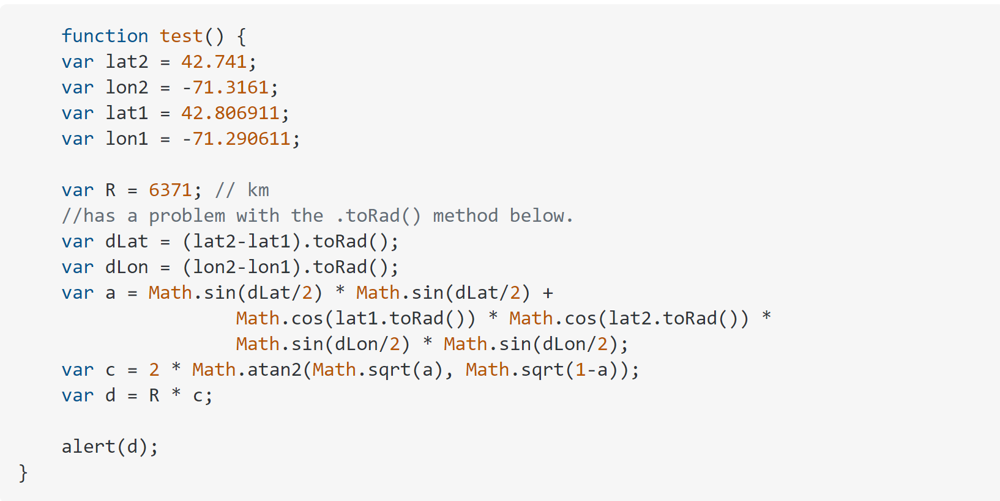 function test() {
var lat2 = 42.741;
var lon2 = -71.3161;
var lat1 = 42.806911;
var lon1 = -71.290611;
var R = 6371; // km
//has a problem with the .toRad() method below.
var dLat = (lat2-lat1).toRad();
var dLon = (lon2-lon1).toRad();
var a = Math.sin(dLat/2) * Math.sin(dLat/2) +
Math.cos(lat1.toRad()) * Math.cos(lat2.toRad()) *
Math.sin(dLon/2) * Math.sin(dLon/2);
var c = 2 * Math.atan2(Math.sqrt(a), Math.sqrt(1-a));
var d = R * c;
alert(d);
}